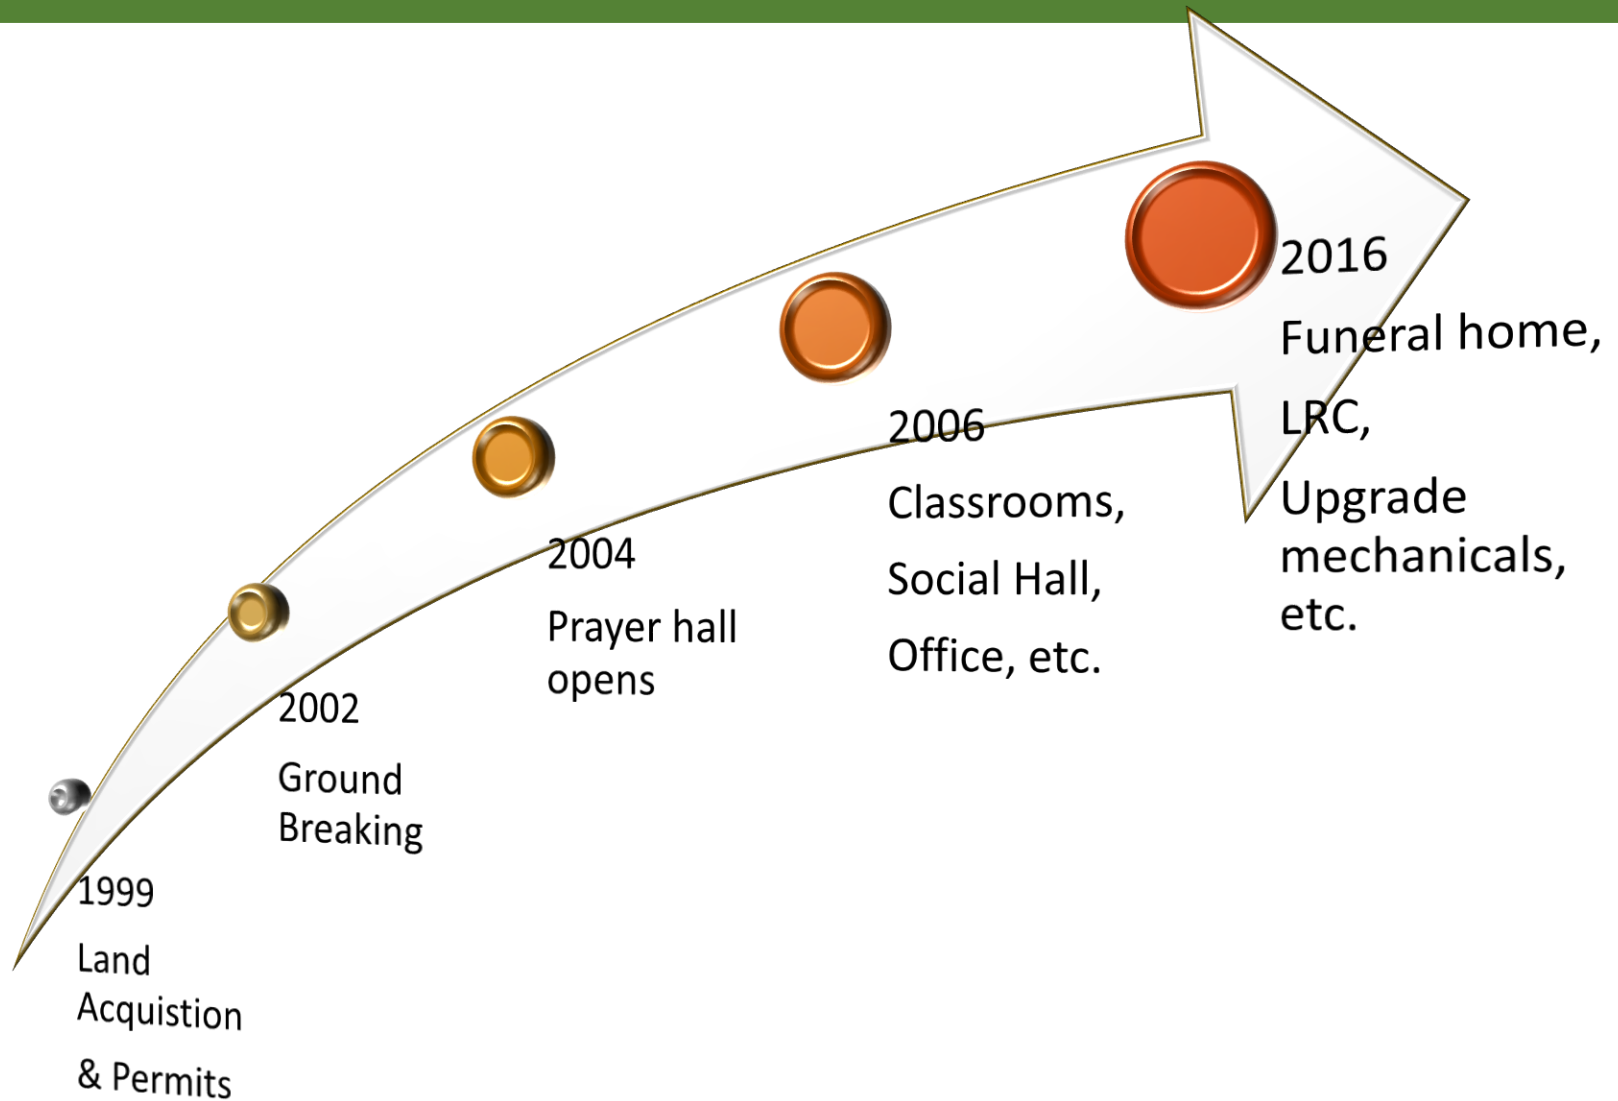 1999
Land
Acquistion
& Permits
2002
Ground
Breaking
2004
Prayer hall
opens
2006
Classrooms,
Social Hall,
Office, etc.
2016
Funeral home,
LRC,
Upgrade
mechanicals,
etc.